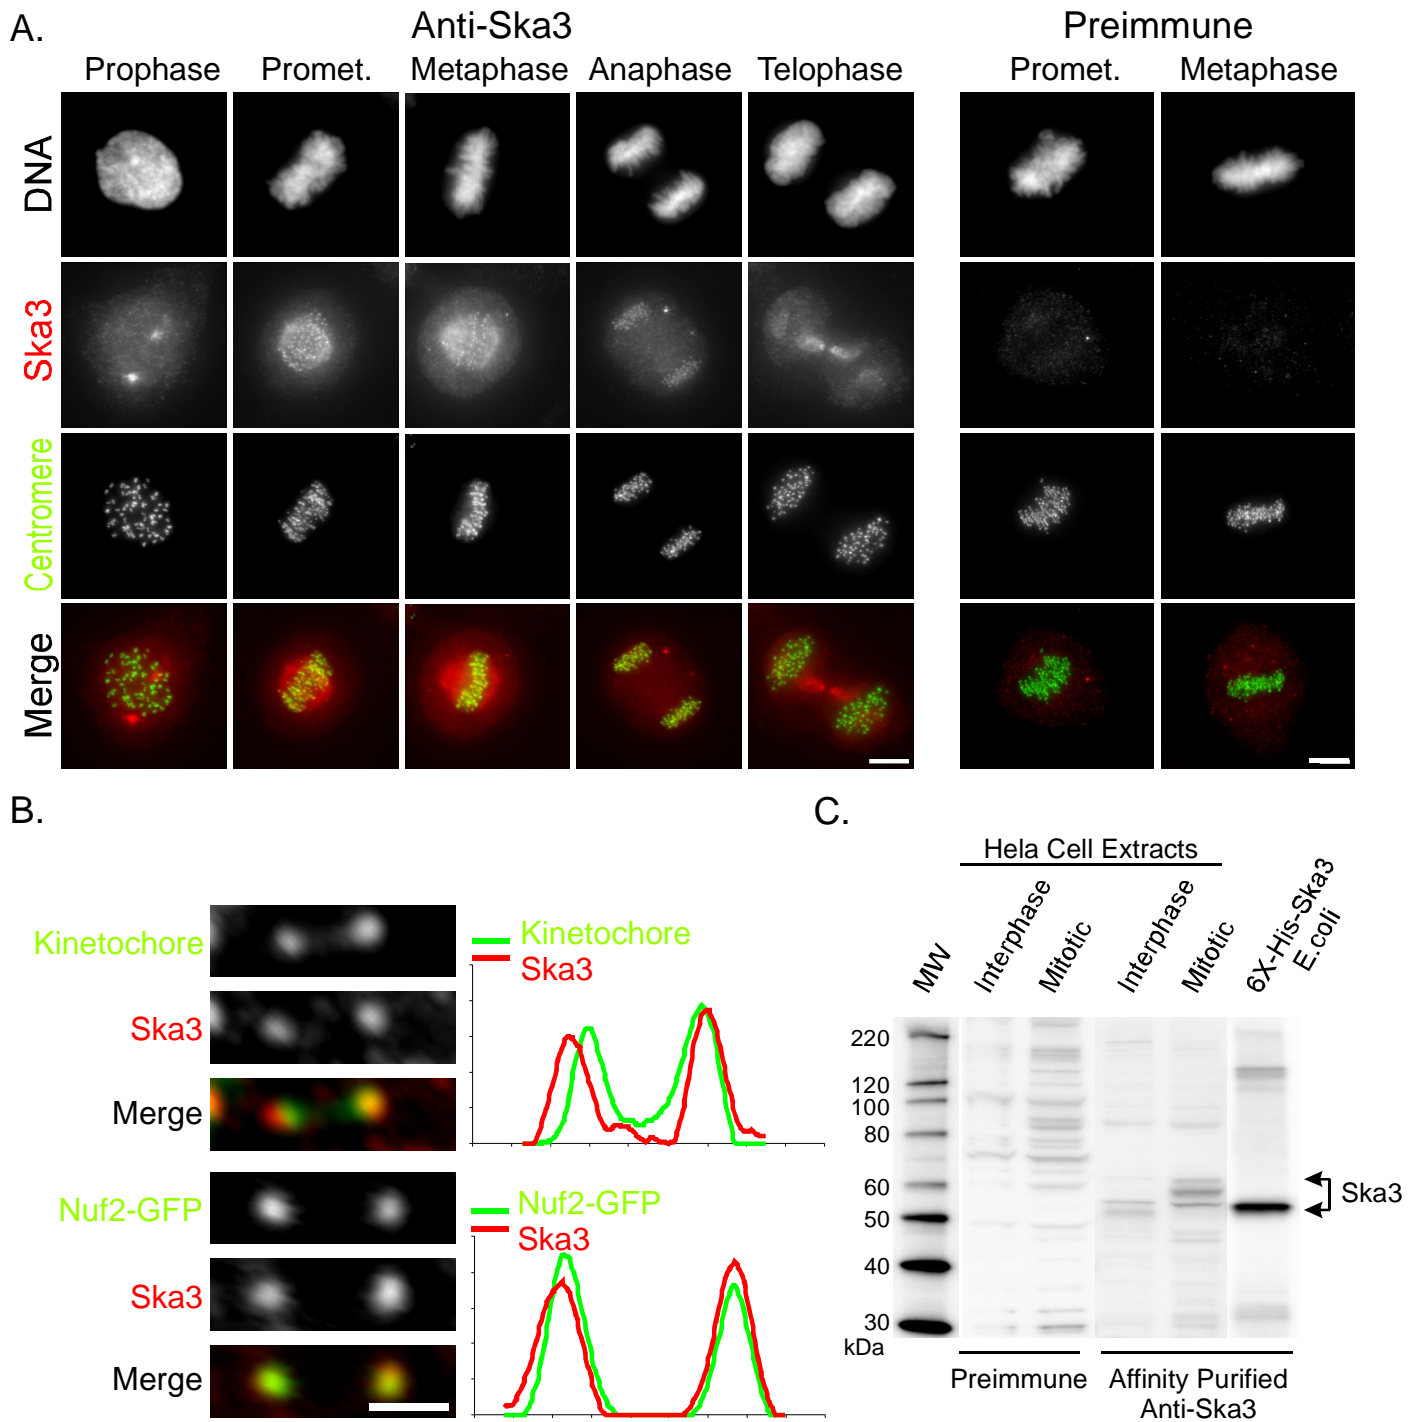 A.
Anti-Ska3
Preimmune
Prophase
Promet.
Metaphase
Anaphase
Telophase
Promet.
Metaphase
DNA
Ska3
Centromere
Merge
B.
Kinetochore
Ska3
Merge
Nuf2-GFP
Ska3
Merge
Kinetochore
Ska3
Nuf2-GFP
Ska3
C.
Hela Cell Extracts
MW
Interphase
Mitotic
Interphase
Mitotic
6X-His-Ska3
E.coli
220
120
100
80
60
50
40
30
kDa
Ska3
Preimmune
Affinity Purified
Anti-Ska3